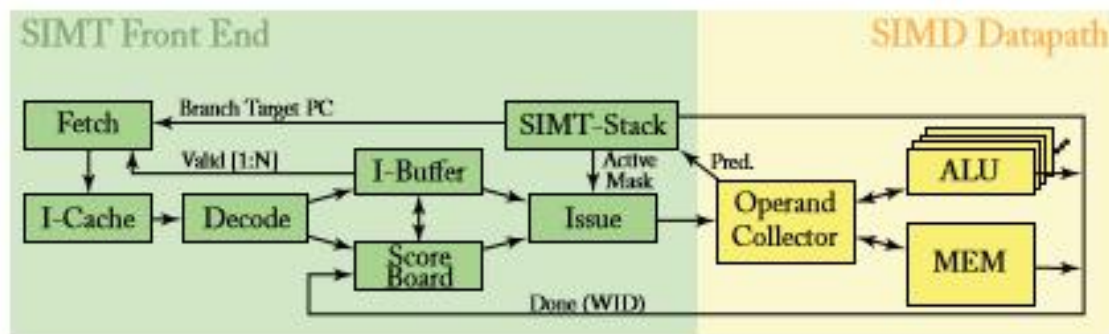 SIMT Front End
SIMD Datapath
Branch Target PC
Fetch
SIMT-Stack
Valid [1:N]
I-Buffer
Active
Mask
Pred.
ALU
I-Cache
Decode
Issue
Operand
Collector
Score
Board
MEM
Done (WID)